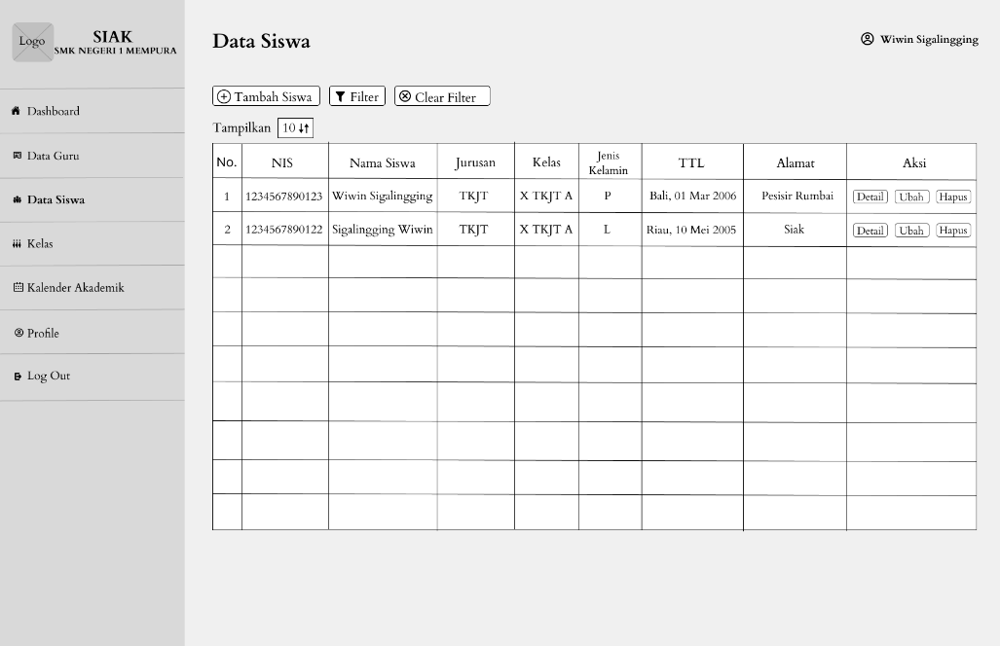 Logo
SIAK
SMK NEGERI 1 MEMPURA
Dashboard
Data Guru
Data Siswa
Kelas
Kalender Akademik
Profile
Log Out
Data Siswa
Wiwin Sigalingging
Tambah Siswa Filter Clear Filter
Tampilkan 10
No. NIS Nama Siswa Jurusan Kelas Jenis Kelamin TTL Alamat Aksi
1 1234567890123 Wiwin Sigalingging TKJT X TKJT A P Bali, 01 Mar 2006 Pesisir Rumbai Detail Ubah Hapus
2 1234567890122 Sigalingging Wiwin TKJT X TKJT A L Riau, 10 Mei 2005 Siak Detail Ubah Hapus